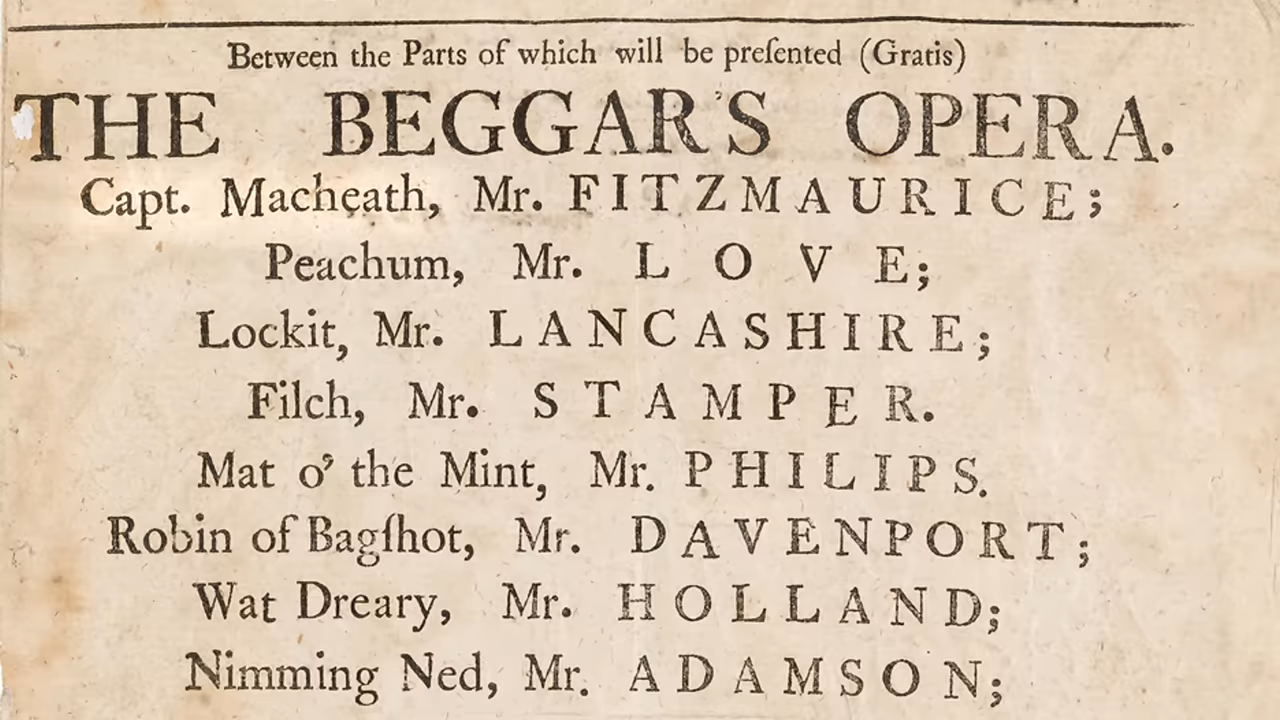 Between the Parts of which will be preſented (Gratis)
THE BEGGAR'S OPERA.
Capt. Macheath, Mr. FITZMAURICE;
Peachum, Mr. LOVE;
Lockit, Mr. LANCASHIRE;
Filch, Mr. STAMPER.
Mat o' the Mint, Mr. PHILIPS.
Robin of Bagſhot, Mr. DAVENPORT;
Wat Dreary, Mr. HOLLAND;
Nimming Ned, Mr. ADAMSON;